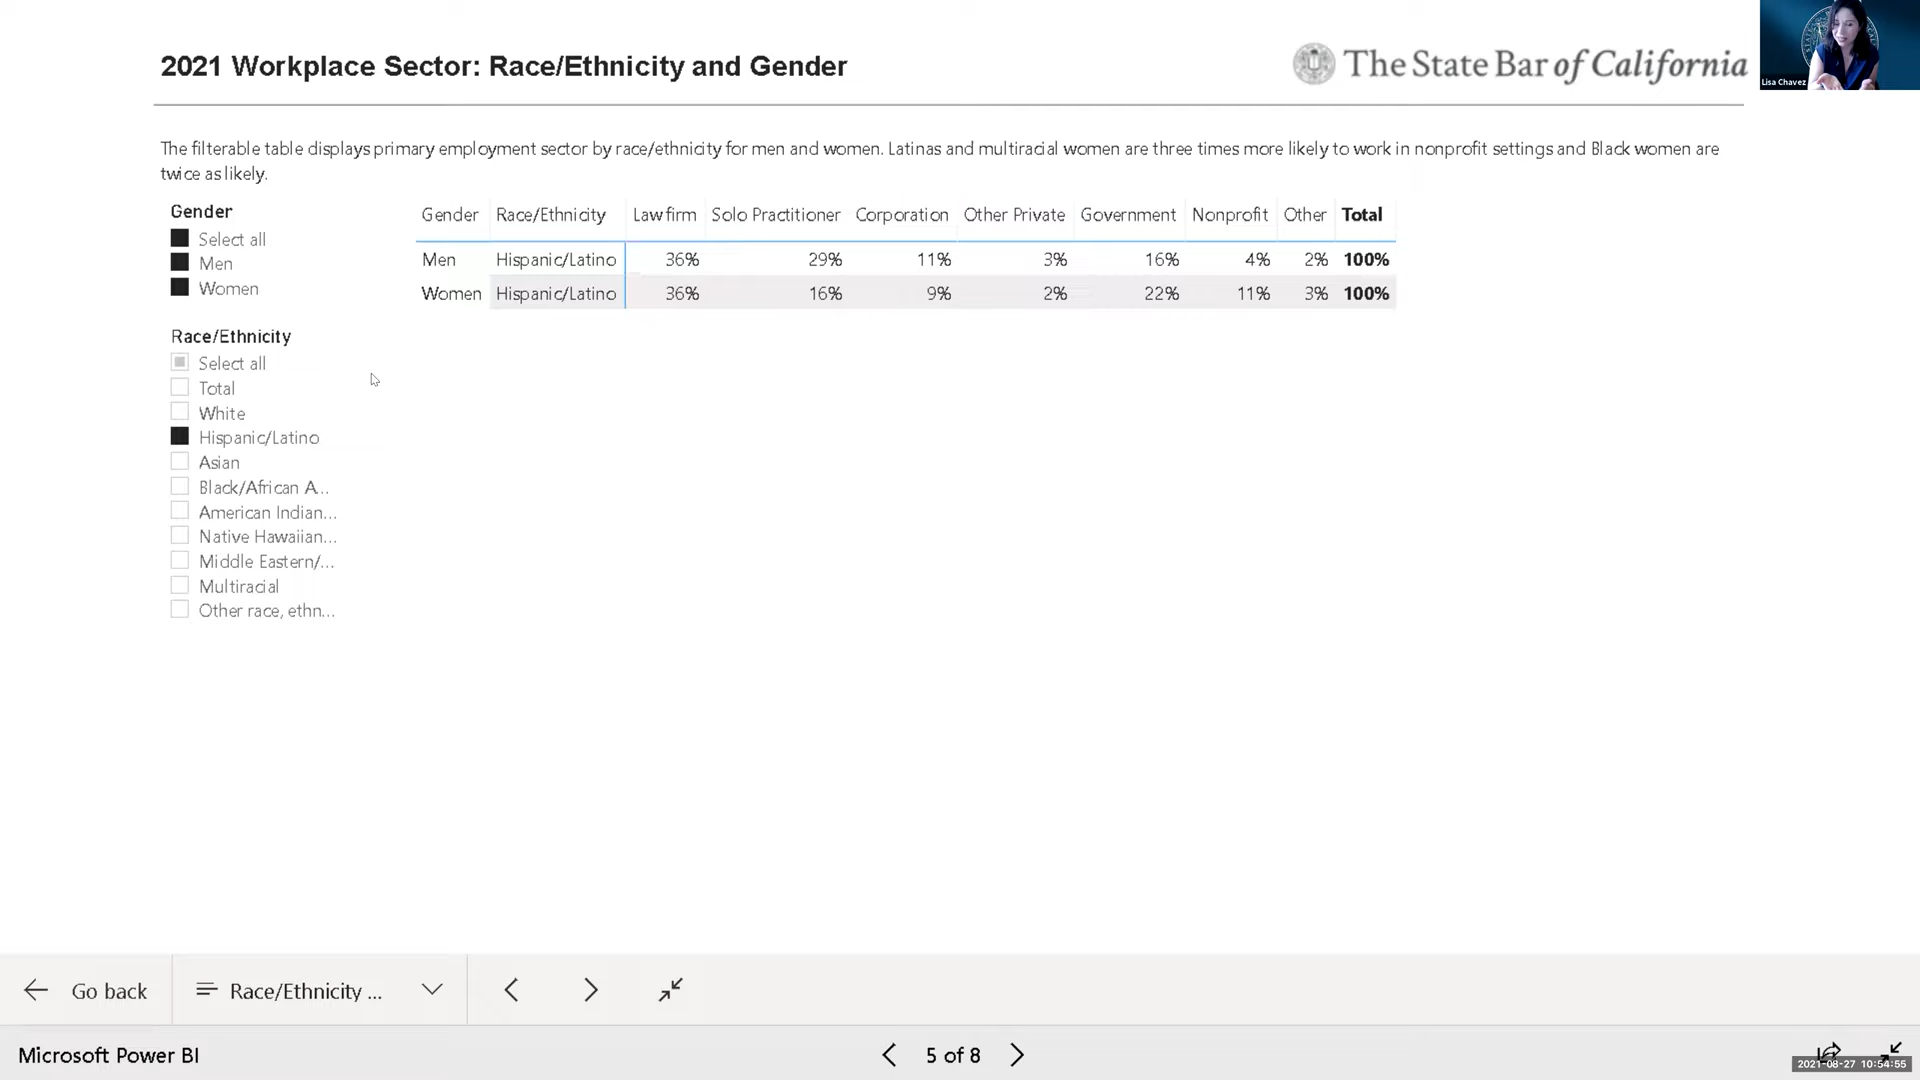 2021 Workplace Sector: Race/Ethnicity and Gender
The State Bar of California
Lisa Chavez
The filterable table displays primary employment sector by race/ethnicity for men and women. Latinas and multiracial women are three times more likely to work in nonprofit settings and Black women are
twice as likely.
Gender
Select all
Men
Women
Race/Ethnicity
Select all
Total
White
Hispanic/Latino
Asian
Black/African A...
American Indian...
Native Hawaiian...
Middle Eastern/...
Multiracial
Other race, ethn...
Gender Race/Ethnicity Law firm Solo Practitioner Corporation Other Private Government Nonprofit Other Total
Men Hispanic/Latino 36% 29% 11% 3% 16% 4% 2% 100%
Women Hispanic/Latino 36% 16% 9% 2% 22% 11% 3% 100%
Go back
Race/Ethnicity ...
Microsoft Power BI
5 of 8
2021-08-27 10:54:55